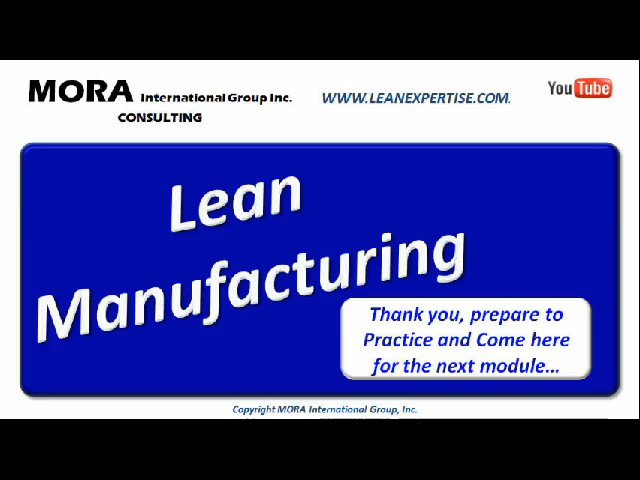 MORA International Group Inc.
CONSULTING
WWW.LEANEXPERTISE.COM.
YouTube
Lean
Manufacturing
Thank you, prepare to
Practice and Come here
for the next module...
Copyright MORA International Group, Inc.